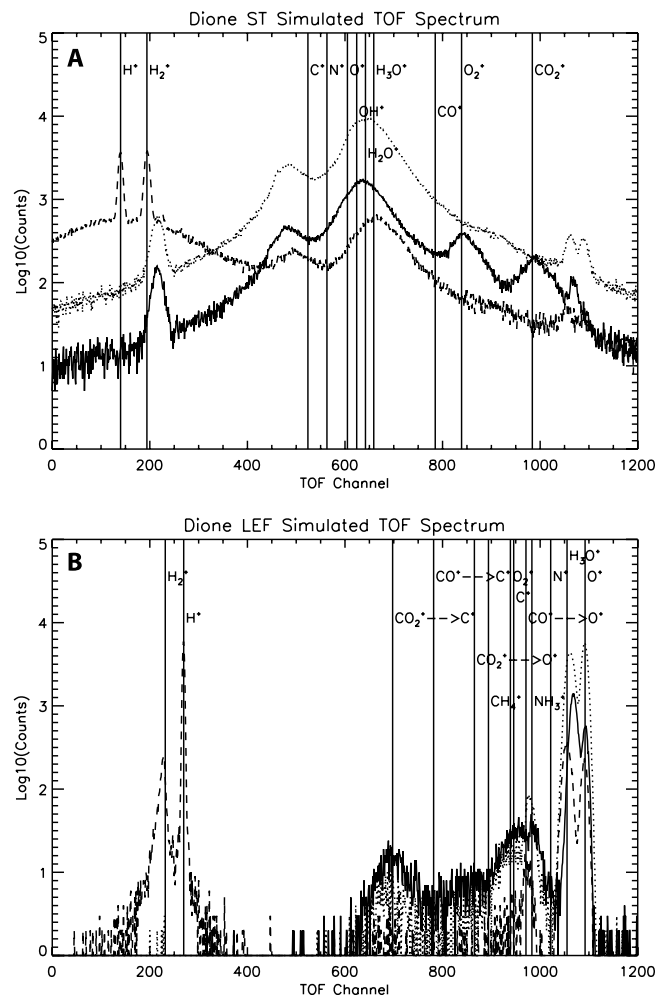 Dione ST Simulated TOF Spectrum
A
5
H⁺ H₂⁺ C⁺ N⁺ O⁺ H₃O⁺ O₂⁺ CO₂⁺
4
OH⁺ CO⁺
H₂O⁺
3
2
1
0
Log10(Counts)
0 200 400 600 800 1000 1200
TOF Channel
Dione LEF Simulated TOF Spectrum
B
5
H₃O⁺
H₂⁺ CO⁺-->C⁺ O₂⁺ N⁺ O⁺
C⁺
4
H⁺ CO₂⁺-->C⁺ CO⁺-->O⁺
CO₂⁺-->O⁺
3
CH₄⁺ NH₃⁺
2
1
0
Log10(Counts)
0 200 400 600 800 1000 1200
TOF Channel